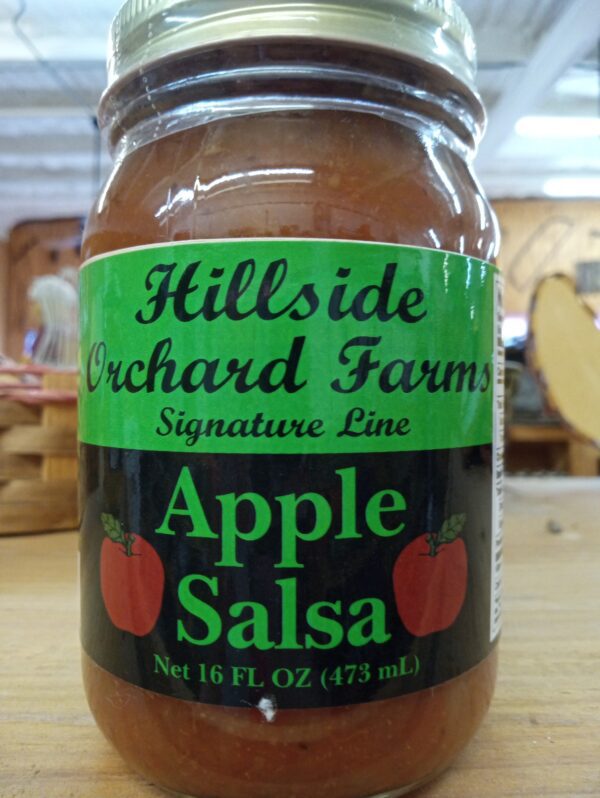 Hillside
Orchard Farms
Signature Line
Apple
Salsa
Net 16 FL OZ (473 mL)